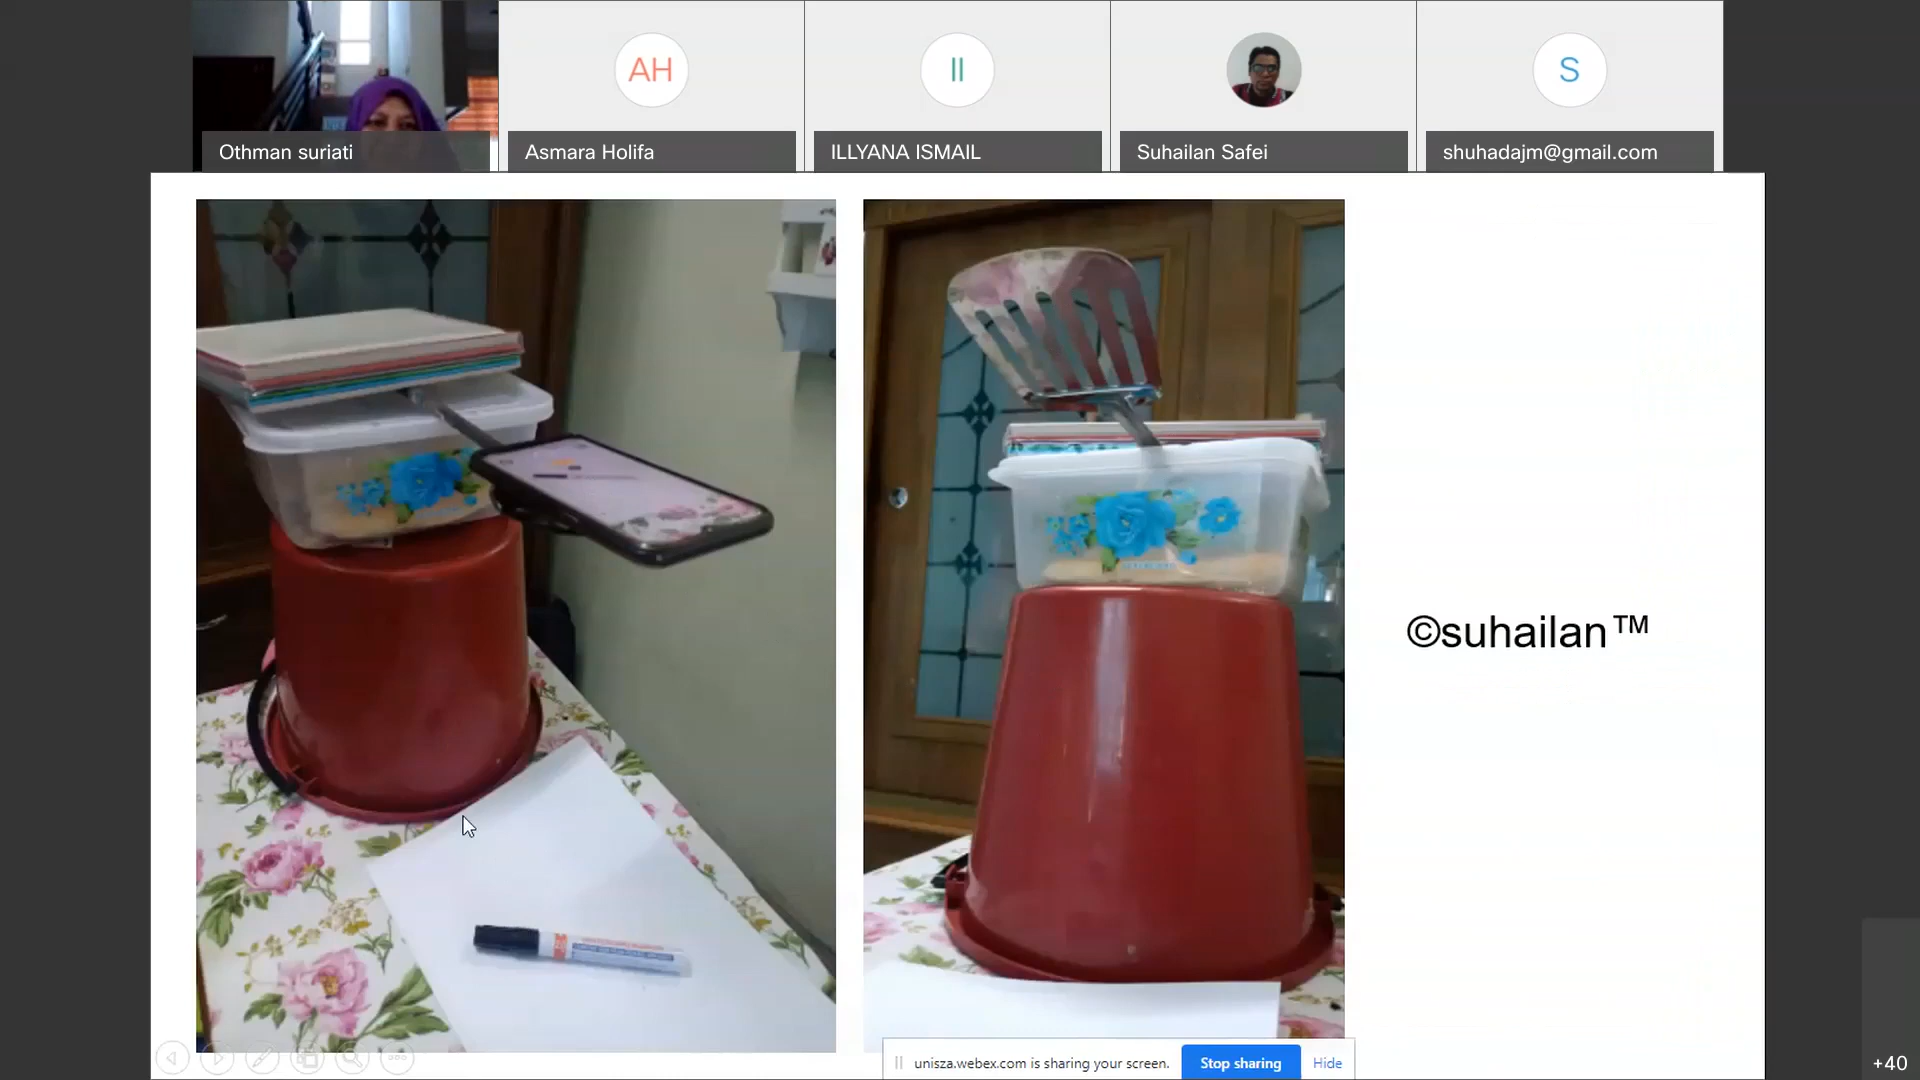 AH
II
S
Othman suriati
Asmara Holifa
ILLYANA ISMAIL
Suhailan Safei
shuhadajm@gmail.com
©suhailan™
unisza.webex.com is sharing your screen.
Stop sharing
Hide
+40